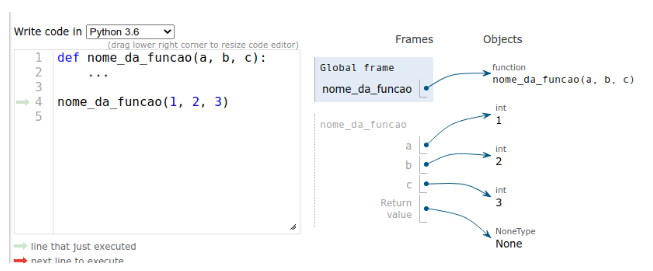 Write code in Python 3.6
(drag lower right corner to resize code editor)
1 def nome_da_funcao(a, b, c):
2 ...
3
4 nome_da_funcao(1, 2, 3)
5
line that just executed
next line to execute
Frames Objects
Global frame
nome_da_funcao
function
nome_da_funcao(a, b, c)
nome_da_funcao
a
b
c
Return
value
int
1
int
2
int
3
NoneType
None